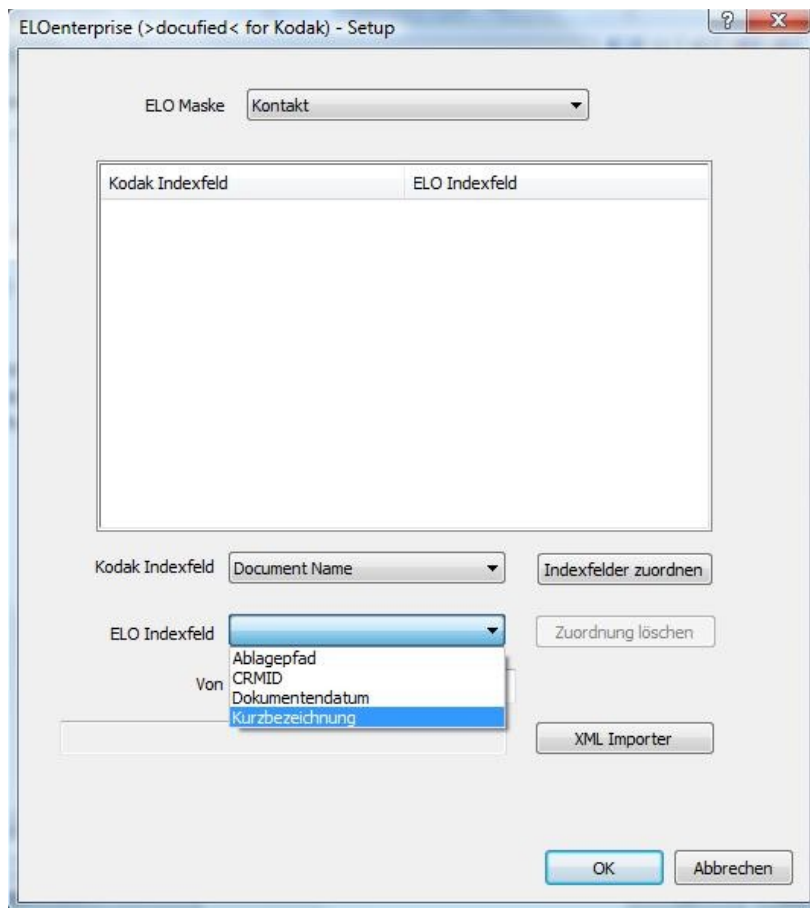 ELOenterprise (>docufied< for Kodak) - Setup
?
ELO Maske Kontakt
Kodak Indexfeld ELO Indexfeld
Kodak Indexfeld Document Name Indexfelder zuordnen
ELO Indexfeld Zuordnung löschen
Ablagepfad
CRMID
Von
Dokumentendatum
Kurzbezeichnung
XML Importer
OK Abbrechen